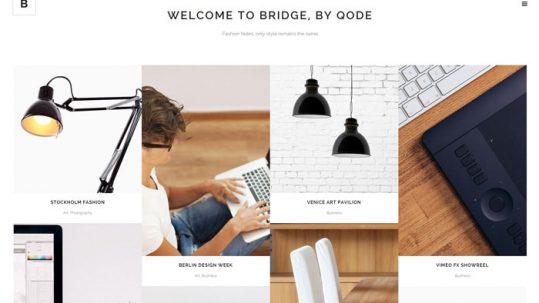 B
WELCOME TO BRIDGE, BY QODE
Fashion fades, only style remains the same
STOCKHOLM FASHION
Art, Photography
VENICE ART PAVILION
Business
BERLIN DESIGN WEEK
Art, Business
VIMEO FX SHOWREEL
Business